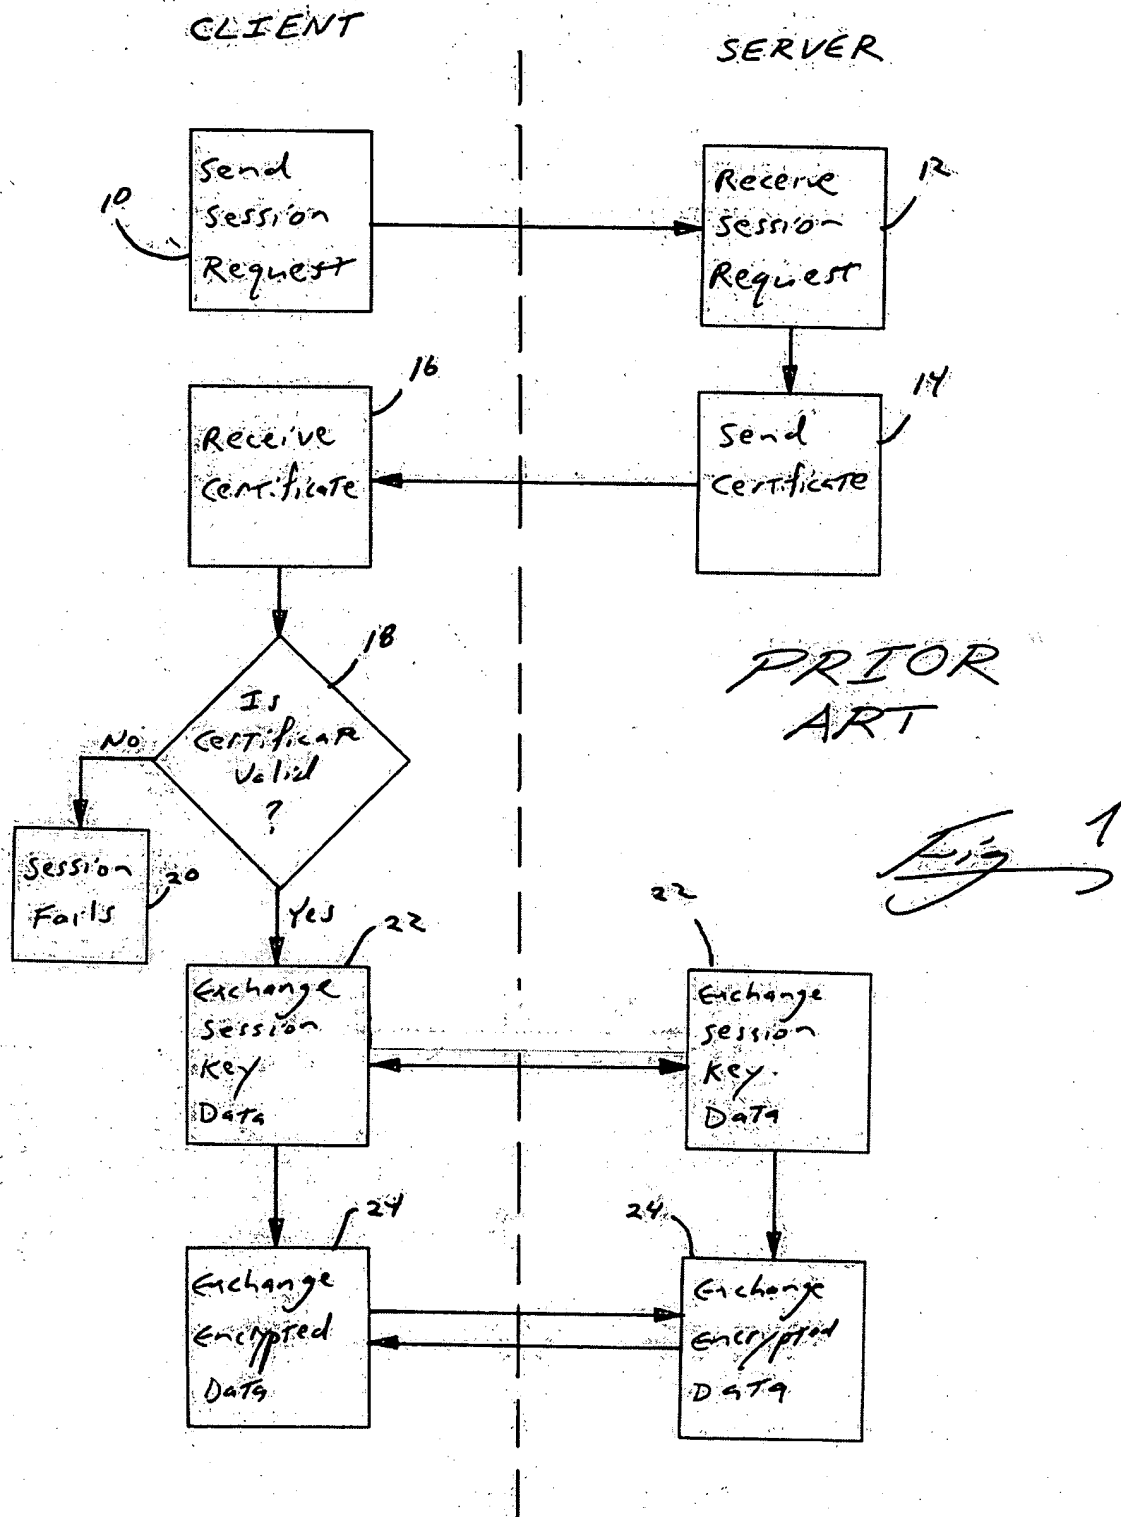 CLIENT
SERVER
Send
Session
Request
10
Receive
Session
Request
12
16
Receive
Certificate
14
Send
Certificate
18
Is
Certificate
Valid
?
No
Session
Fails
20
PRIOR
ART
Fig 1
Yes
22
Exchange
Session
Key
Data
22
Exchange
Session
Key
Data
24
Exchange
Encrypted
Data
24
Exchange
Encrypted
Data